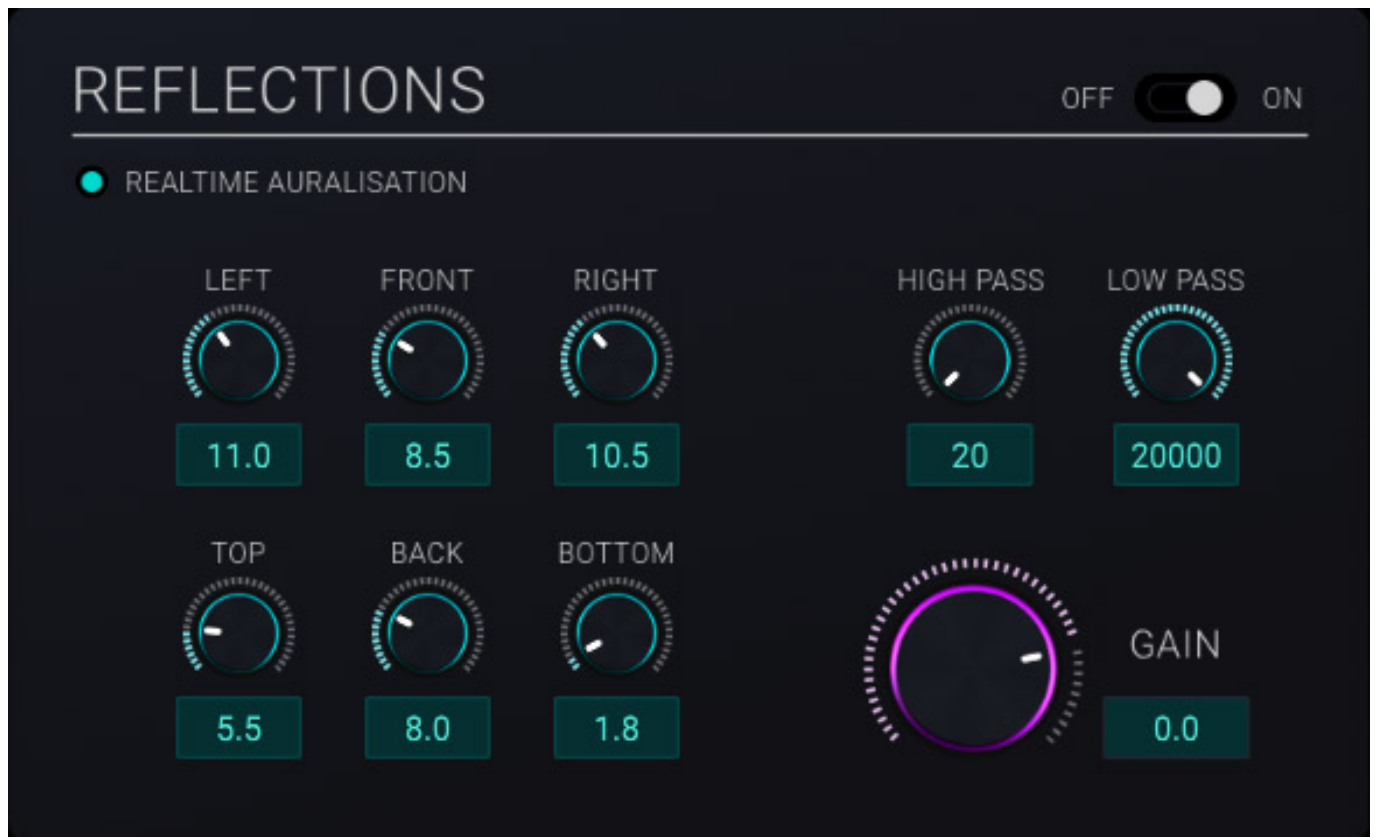 REFLECTIONS
OFF ON
REALTIME AURALISATION
LEFT FRONT RIGHT HIGH PASS LOW PASS
11.0 8.5 10.5 20 20000
TOP BACK BOTTOM
GAIN
5.5 8.0 1.8 0.0